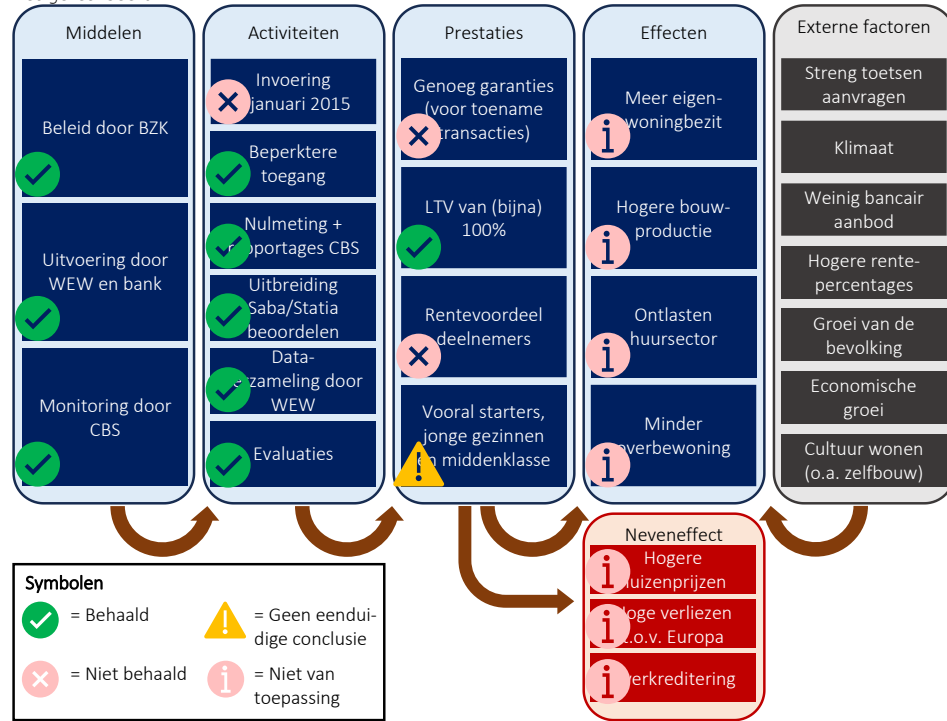 Middelen
Beleid door BZK
Uitvoering door
WEW en bank
Monitoring door
CBS
Activiteiten
Invoering
januari 2015
Beperktere
toegang
Nulmeting +
CBS
Uitbreiding
Saba/Statia
beoordelen
Data-
door
WEW
Evaluaties
Prestaties
Genoeg garanties
(voor toename
transacties)
LTV van (bijna)
100%
Rentevoordeel
deelnemers
Vooral starters,
jonge gezinnen
en middenklasse
Effecten
Meer eigen-
woningbezit
Hogere bouw-
productie
Ontlasten
huursector
Minder
overbewoning
Externe factoren
Streng toetsen
aanvragen
Klimaat
Weinig bancair
aanbod
Hogere rente-
percentages
Groei van de
bevolking
Economische
groei
Cultuur wonen
(o.a. zelfbouw)
Neveneffect
Hogere
huizenprijzen
Hoge verliezen
t.o.v. Europa
Overkreditering
Symbolen
= Behaald
= Niet behaald
= Geen eendui-
dige conclusie
= Niet van
toepassing